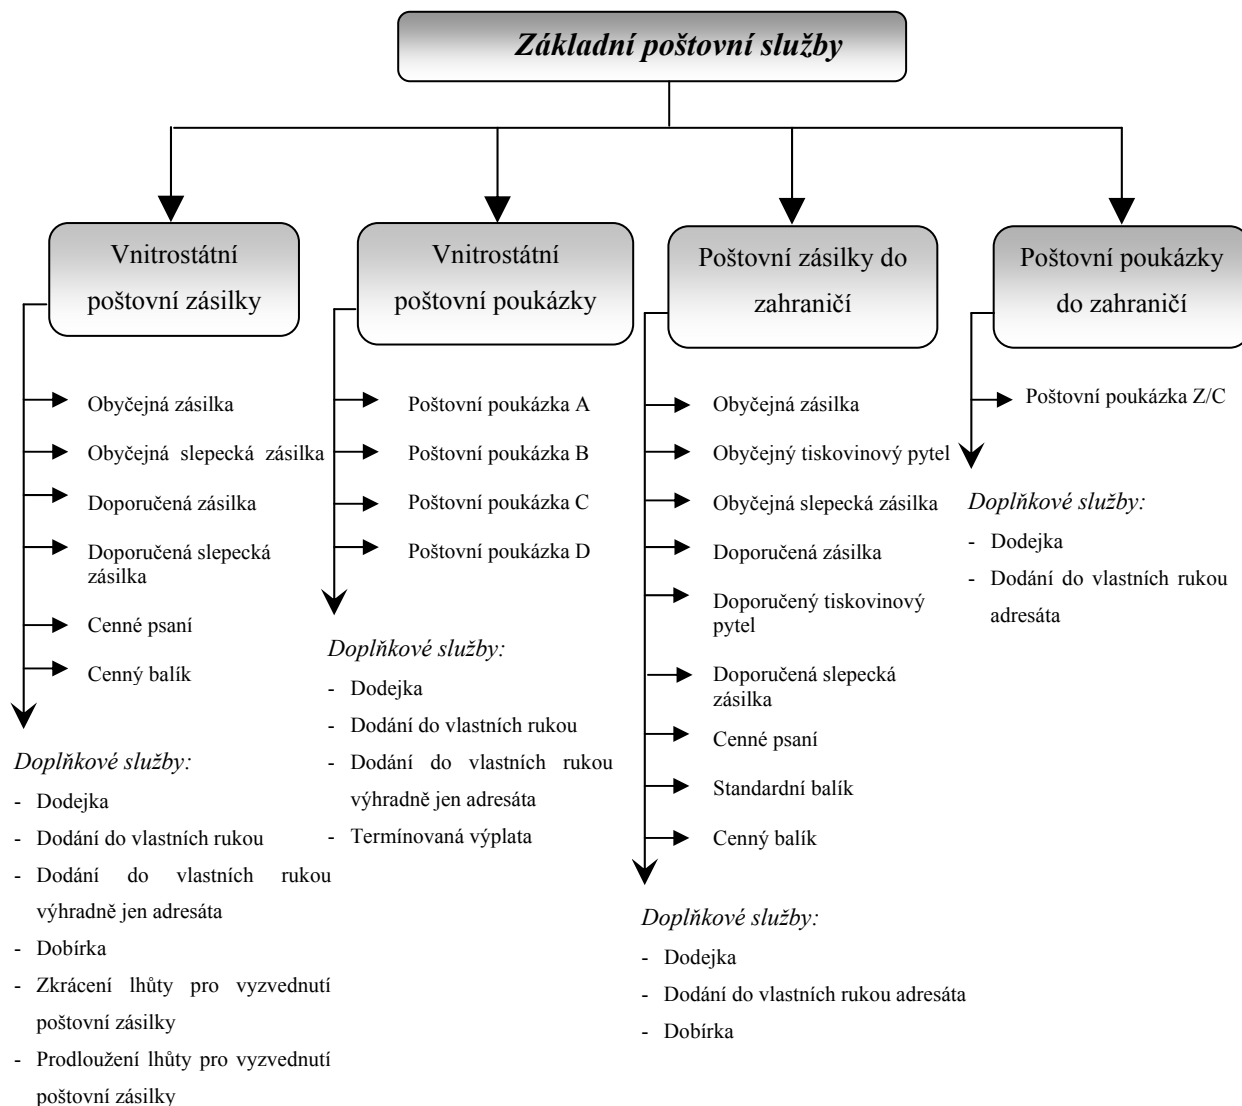 Základní poštovní služby
Vnitrostátní
poštovní zásilky
Obyčejná zásilka
Obyčejná slepecká zásilka
Doporučená zásilka
Doporučená slepecká
zásilka
Cenné psaní
Cenný balík
Doplňkové služby:
- Dodejka
- Dodání do vlastních rukou
- Dodání do vlastních rukou
výhradně jen adresáta
- Dobírka
- Zkrácení lhůty pro vyzvednutí
poštovní zásilky
- Prodloužení lhůty pro vyzvednutí
poštovní zásilky
Vnitrostátní
poštovní poukázky
Poštovní poukázka A
Poštovní poukázka B
Poštovní poukázka C
Poštovní poukázka D
Doplňkové služby:
- Dodejka
- Dodání do vlastních rukou
- Dodání do vlastních rukou
výhradně jen adresáta
- Termínovaná výplata
Poštovní zásilky do
zahraničí
Obyčejná zásilka
Obyčejný tiskovinový pytel
Obyčejná slepecká zásilka
Doporučená zásilka
Doporučený tiskovinový
pytel
Doporučená slepecká
zásilka
Cenné psaní
Standardní balík
Cenný balík
Doplňkové služby:
- Dodejka
- Dodání do vlastních rukou adresáta
- Dobírka
Poštovní poukázky
do zahraničí
Poštovní poukázka Z/C
Doplňkové služby:
- Dodejka
- Dodání do vlastních rukou
adresáta